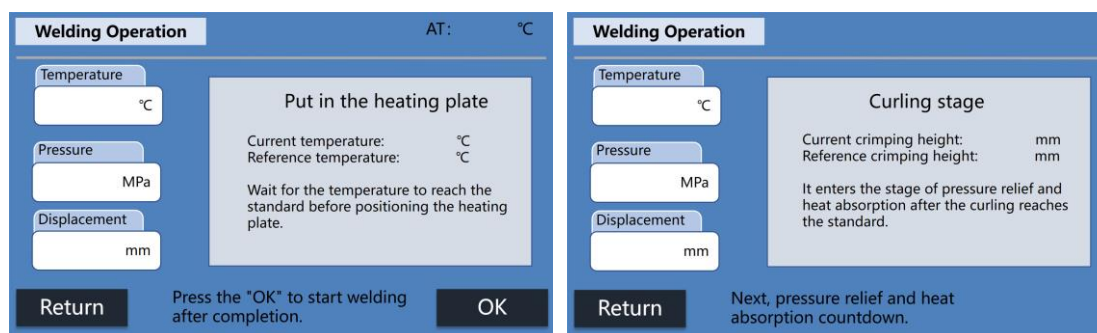 Welding Operation
AT: ℃
Temperature
℃
Pressure
MPa
Displacement
mm
Put in the heating plate
Current temperature: ℃
Reference temperature: ℃
Wait for the temperature to reach the
standard before positioning the heating
plate.
Return
Press the "OK" to start welding
after completion.
OK
Welding Operation
Temperature
℃
Pressure
MPa
Displacement
mm
Curling stage
Current crimping height: mm
Reference crimping height: mm
It enters the stage of pressure relief and
heat absorption after the curling reaches
the standard.
Return
Next, pressure relief and heat
absorption countdown.